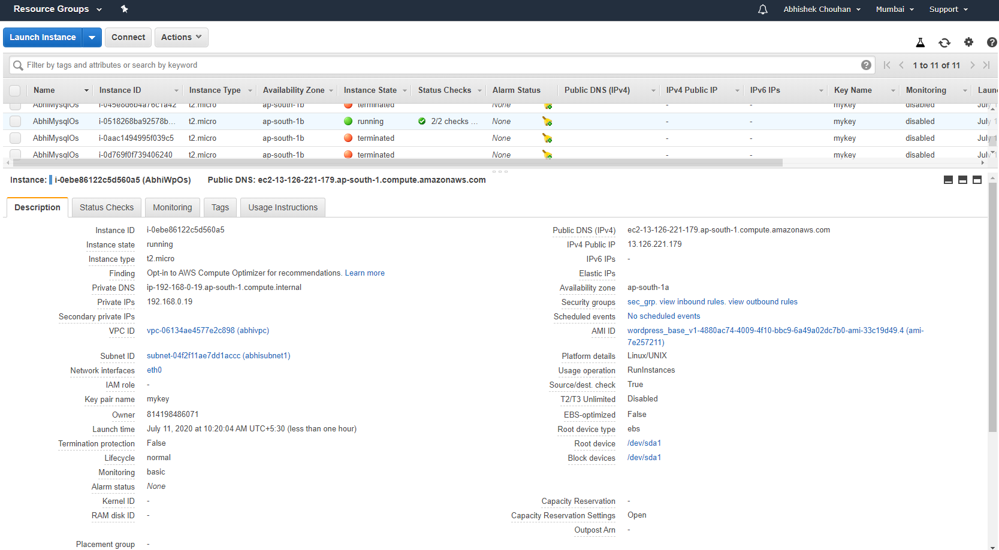 Resource Groups
Abhishek Chouhan Mumbai Support
Launch Instance Connect Actions
Filter by tags and attributes or search by keyword
1 to 11 of 11
Name Instance ID Instance Type Availability Zone Instance State Status Checks Alarm Status Public DNS (IPv4) IPv4 Public IP IPv6 IPs Key Name Monitoring
AbhiMysqlOs i-045e8d6b4a76c1a42 t2.micro ap-south-1b terminated None - - mykey disabled July 1
AbhiMysqlOs i-0518268ba92578b... t2.micro ap-south-1b running 2/2 checks ... None - - mykey disabled July 1
AbhiMysqlOs i-0aac1494995f039c5 t2.micro ap-south-1b terminated None - - mykey disabled July 1
AbhiMysqlOs i-0d769f0f739406240 t2.micro ap-south-1b terminated None - - mykey disabled July 1
Instance: i-0ebe86122c5d560a5 (AbhiWpOs) Public DNS: ec2-13-126-221-179.ap-south-1.compute.amazonaws.com
Description Status Checks Monitoring Tags Usage Instructions
Instance ID i-0ebe86122c5d560a5 Public DNS (IPv4) ec2-13-126-221-179.ap-south-1.compute.amazonaws.com
Instance state running IPv4 Public IP 13.126.221.179
Instance type t2.micro IPv6 IPs -
Finding Opt-in to AWS Compute Optimizer for recommendations. Learn more Elastic IPs
Private DNS ip-192-168-0-19.ap-south-1.compute.internal Availability zone ap-south-1a
Private IPs 192.168.0.19 Security groups sec_grp. view inbound rules. view outbound rules
Secondary private IPs Scheduled events No scheduled events
VPC ID vpc-06134ae4577e2c898 (abhivpc) AMI ID wordpress_base_v1-4880ac74-4009-4f10-bbc9-6a49a02dc7b0-ami-33c19d49.4 (ami-
7e257211)
Subnet ID subnet-04f2f11ae7dd1accc (abhisubnet1) Platform details Linux/UNIX
Network interfaces eth0 Usage operation RunInstances
IAM role - Source/dest. check True
Key pair name mykey T2/T3 Unlimited Disabled
Owner 814198486071 EBS-optimized False
Launch time July 11, 2020 at 10:20:04 AM UTC+5:30 (less than one hour) Root device type ebs
Termination protection False Root device /dev/sda1
Lifecycle normal Block devices /dev/sda1
Monitoring basic
Alarm status None
Kernel ID - Capacity Reservation -
RAM disk ID - Capacity Reservation Settings Open
Outpost Arn -
Placement group -